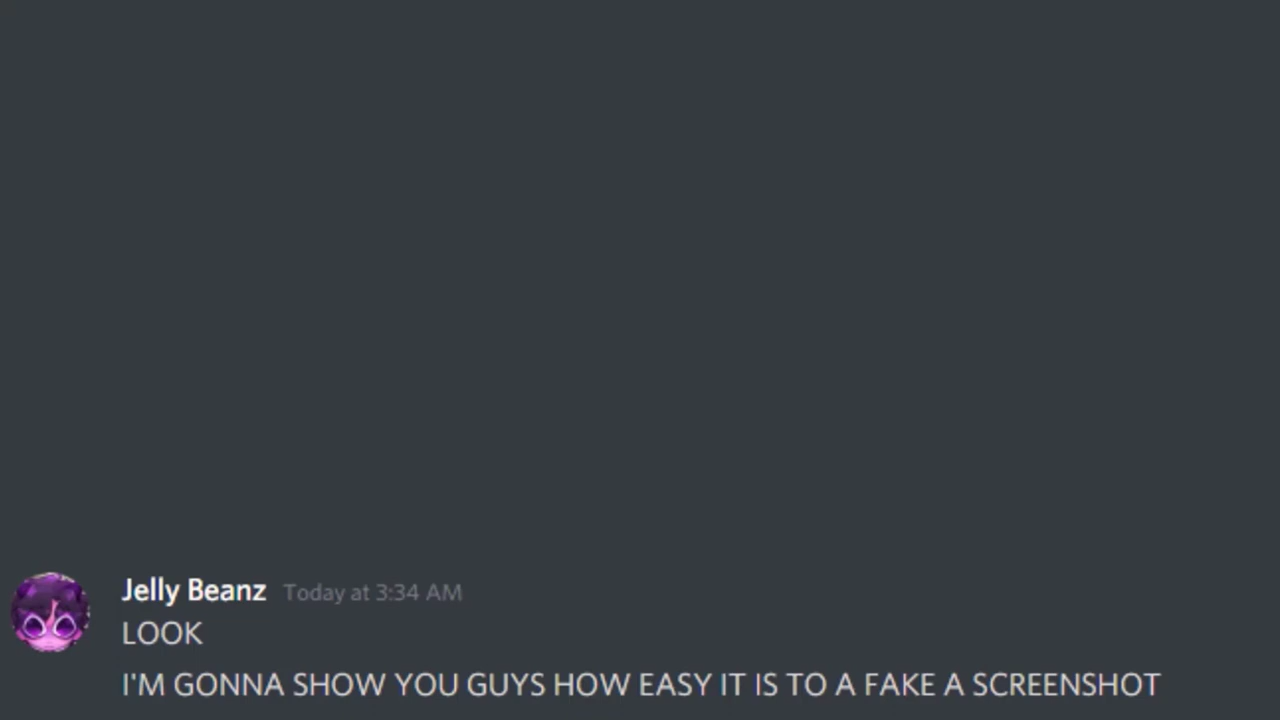 Jelly Beanz Today at 3:34 AM
LOOK
I'M GONNA SHOW YOU GUYS HOW EASY IT IS TO A FAKE A SCREENSHOT